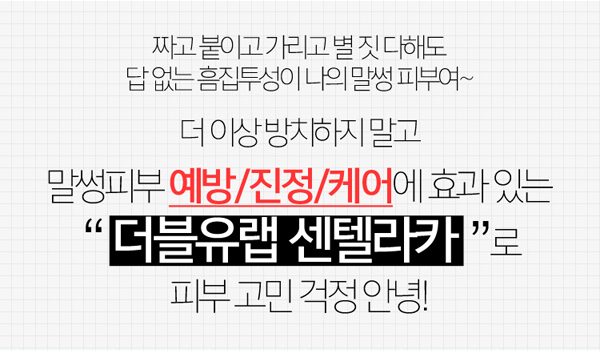 짜고 붙이고 가리고 별 짓 다해도
답 없는 흠집투성이 나의 말썽 피부여~
더 이상 방치하지 말고
말썽피부 예방/진정/케어에 효과 있는
“더블유랩 센텔라카”로
피부 고민 걱정 안녕!